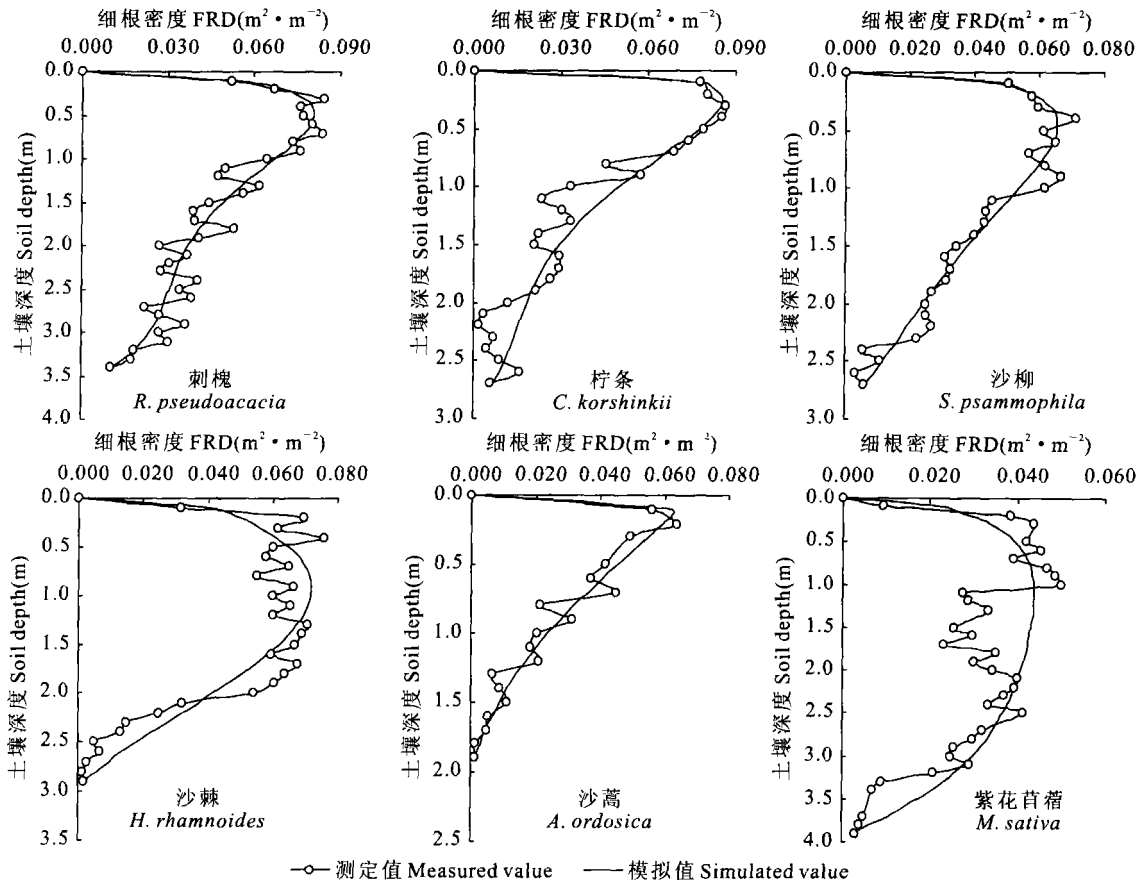 细根密度 FRD(m²·m⁻²)
0.000 0.030 0.060 0.090
土壤深度 Soil depth(m)
0.0
0.5
1.0
1.5
2.0
2.5
3.0
3.5
4.0
刺槐
R. pseudoacacia
细根密度 FRD(m²·m⁻²)
0.000 0.030 0.060 0.090
土壤深度 Soil depth(m)
0.0
0.5
1.0
1.5
2.0
2.5
3.0
柠条
C. korshinkii
细根密度 FRD(m²·m⁻²)
0.000 0.020 0.040 0.060 0.080
土壤深度 Soil depth(m)
0.0
0.5
1.0
1.5
2.0
2.5
3.0
沙柳
S. psammophila
细根密度 FRD(m²·m⁻²)
0.000 0.020 0.040 0.060 0.080
土壤深度 Soil depth(m)
0.0
0.5
1.0
1.5
2.0
2.5
3.0
3.5
沙棘
H. rhamnoides
细根密度 FRD(m²·m⁻²)
0.000 0.020 0.040 0.060 0.080
土壤深度 Soil depth(m)
0.0
0.5
1.0
1.5
2.0
2.5
沙蒿
A. ordosica
细根密度 FRD(m²·m⁻²)
0.000 0.020 0.040 0.060
土壤深度 Soil depth(m)
0.0
0.5
1.0
1.5
2.0
2.5
3.0
3.5
4.0
紫花苜蓿
M. sativa
测定值 Measured value 模拟值 Simulated value